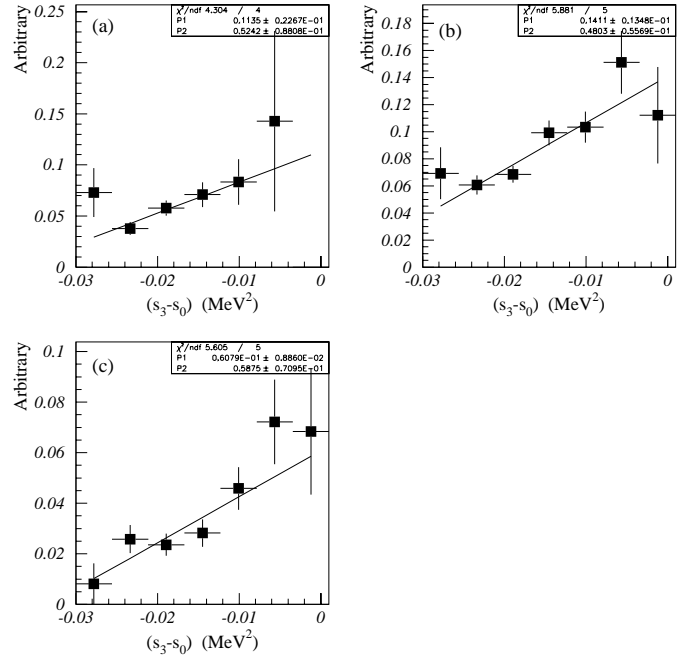 (a)
χ²/ndf 4.304 / 4
P1 0.1135 ± 0.2267E-01
P2 0.5242 ± 0.8808E-01
Arbitrary
0.25
0.2
0.15
0.1
0.05
0
-0.03 -0.02 -0.01 0
(s₃-s₀) (MeV²)
(b)
χ²/ndf 5.881 / 5
P1 0.1411 ± 0.1348E-01
P2 0.4803 ± 0.5569E-01
Arbitrary
0.18
0.16
0.14
0.12
0.1
0.08
0.06
0.04
0.02
0
-0.03 -0.02 -0.01 0
(s₃-s₀) (MeV²)
(c)
χ²/ndf 5.605 / 5
P1 0.6079E-01 ± 0.8860E-02
P2 0.5875 ± 0.7095E-01
Arbitrary
0.1
0.08
0.06
0.04
0.02
0
-0.03 -0.02 -0.01 0
(s₃-s₀) (MeV²)